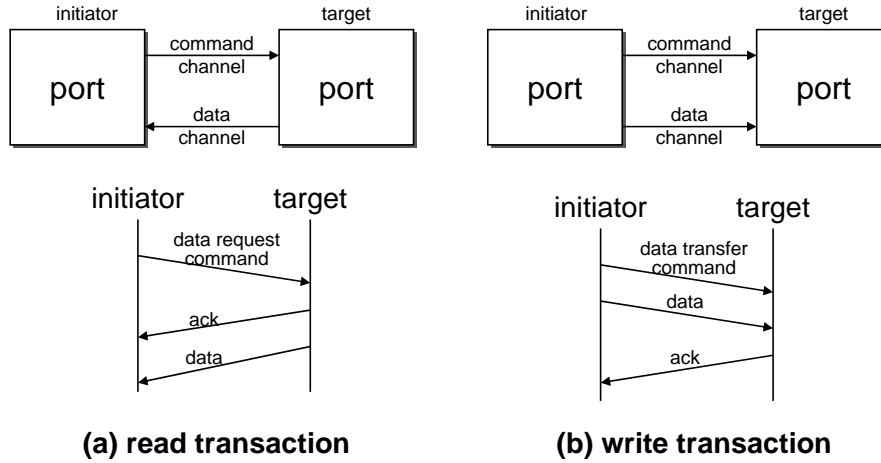 initiator
target
command
channel
port
port
data
channel
initiator
target
data request
command
ack
data
(a) read transaction
initiator
target
command
channel
port
port
data
channel
initiator
target
data transfer
command
data
ack
(b) write transaction